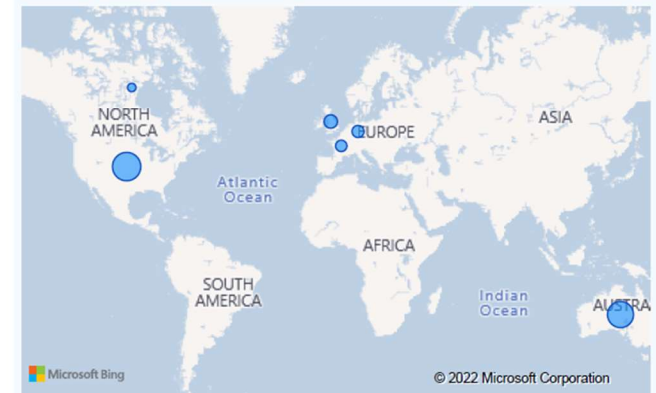 NORTH
AMERICA
EUROPE
ASIA
Atlantic
Ocean
AFRICA
SOUTH
AMERICA
Indian
Ocean
AUSTRA
Microsoft Bing
© 2022 Microsoft Corporation